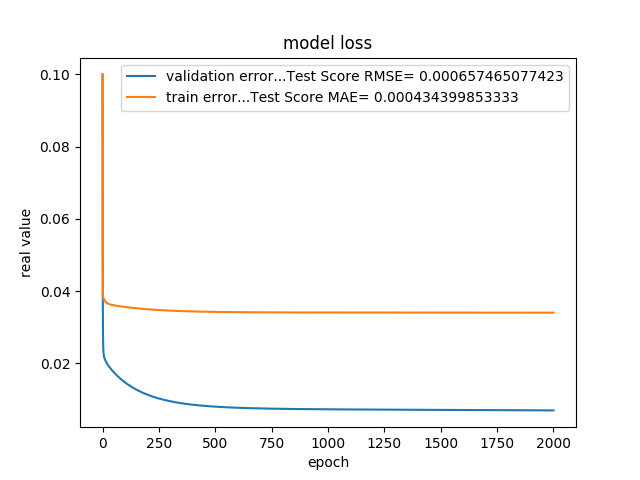 model loss
validation error...Test Score RMSE= 0.000657465077423
train error...Test Score MAE= 0.000434399853333
real value
0.10
0.08
0.06
0.04
0.02
0 250 500 750 1000 1250 1500 1750 2000
epoch